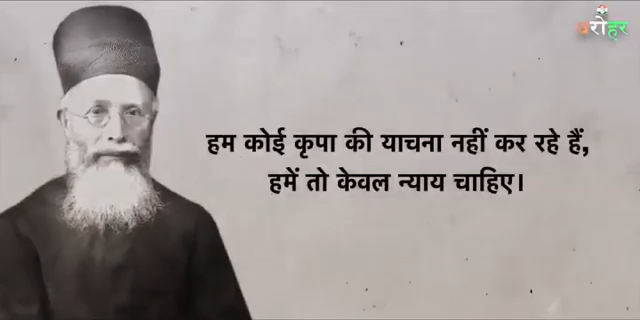 धरोहर
हम कोई कृपा की याचना नहीं कर रहे हैं,
हमें तो केवल न्याय चाहिए।